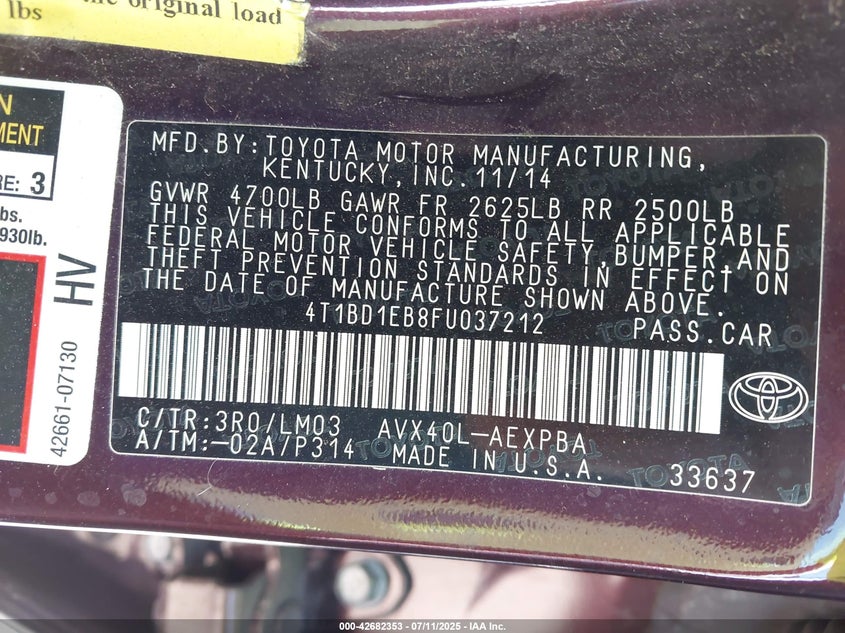 the original load
lbs
N
MENT
RE: 3
bs.
930lb.
HV
42661-07130
MFD.BY:TOYOTA MOTOR MANUFACTURING,
KENTUCKY,INC.11/14
GVWR 4700LB GAWR FR 2625LB RR 2500LB
THIS VEHICLE CONFORMS TO ALL APPLICABLE
FEDERAL MOTOR VEHICLE SAFETY,BUMPER,AND
THEFT PREVENTION STANDARDS IN EFFECT ON
THE DATE OF MANUFACTURE SHOWN ABOVE.
4T1BD1EB8FU037212 PASS.CAR
C/TR:3R0/LM03 AVX40L-AEXPBA
A/TM:-02A/P314 MADE IN U.S.A. 33637
000-42682353 - 07/11/2025 - IAA Inc.